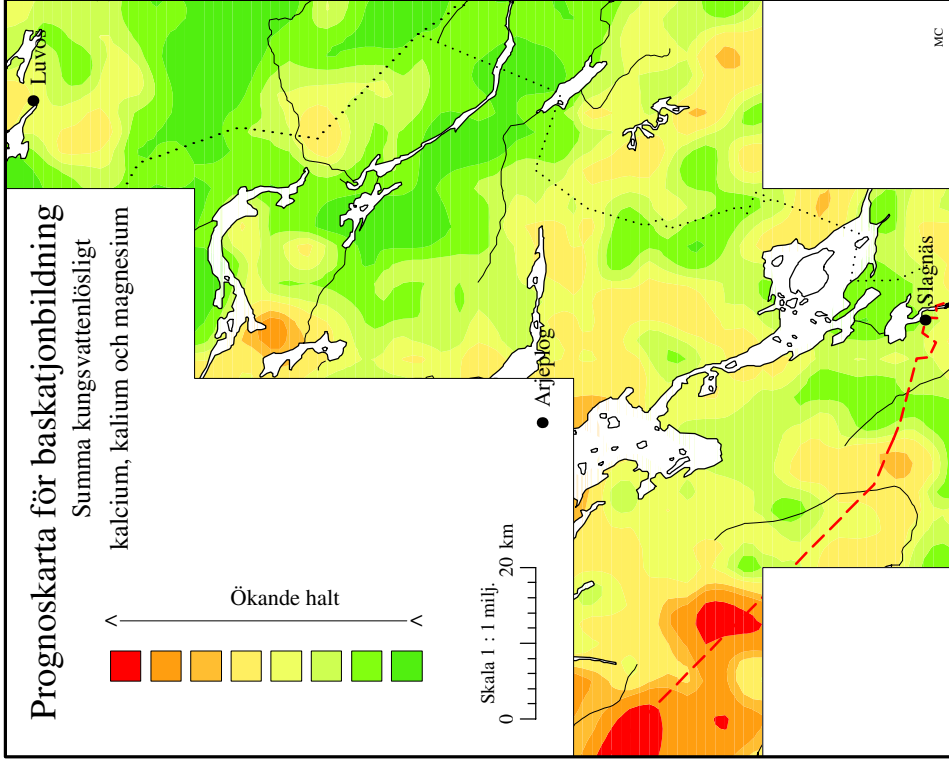 Prognoskarta för baskatjonbildning
Summa kungsvattenlösligt
kalcium, kalium och magnesium
Ökande halt
Skala 1 : 1 milj.
0
20 km
Luvos
Arjeplog
Slagnäs
MC